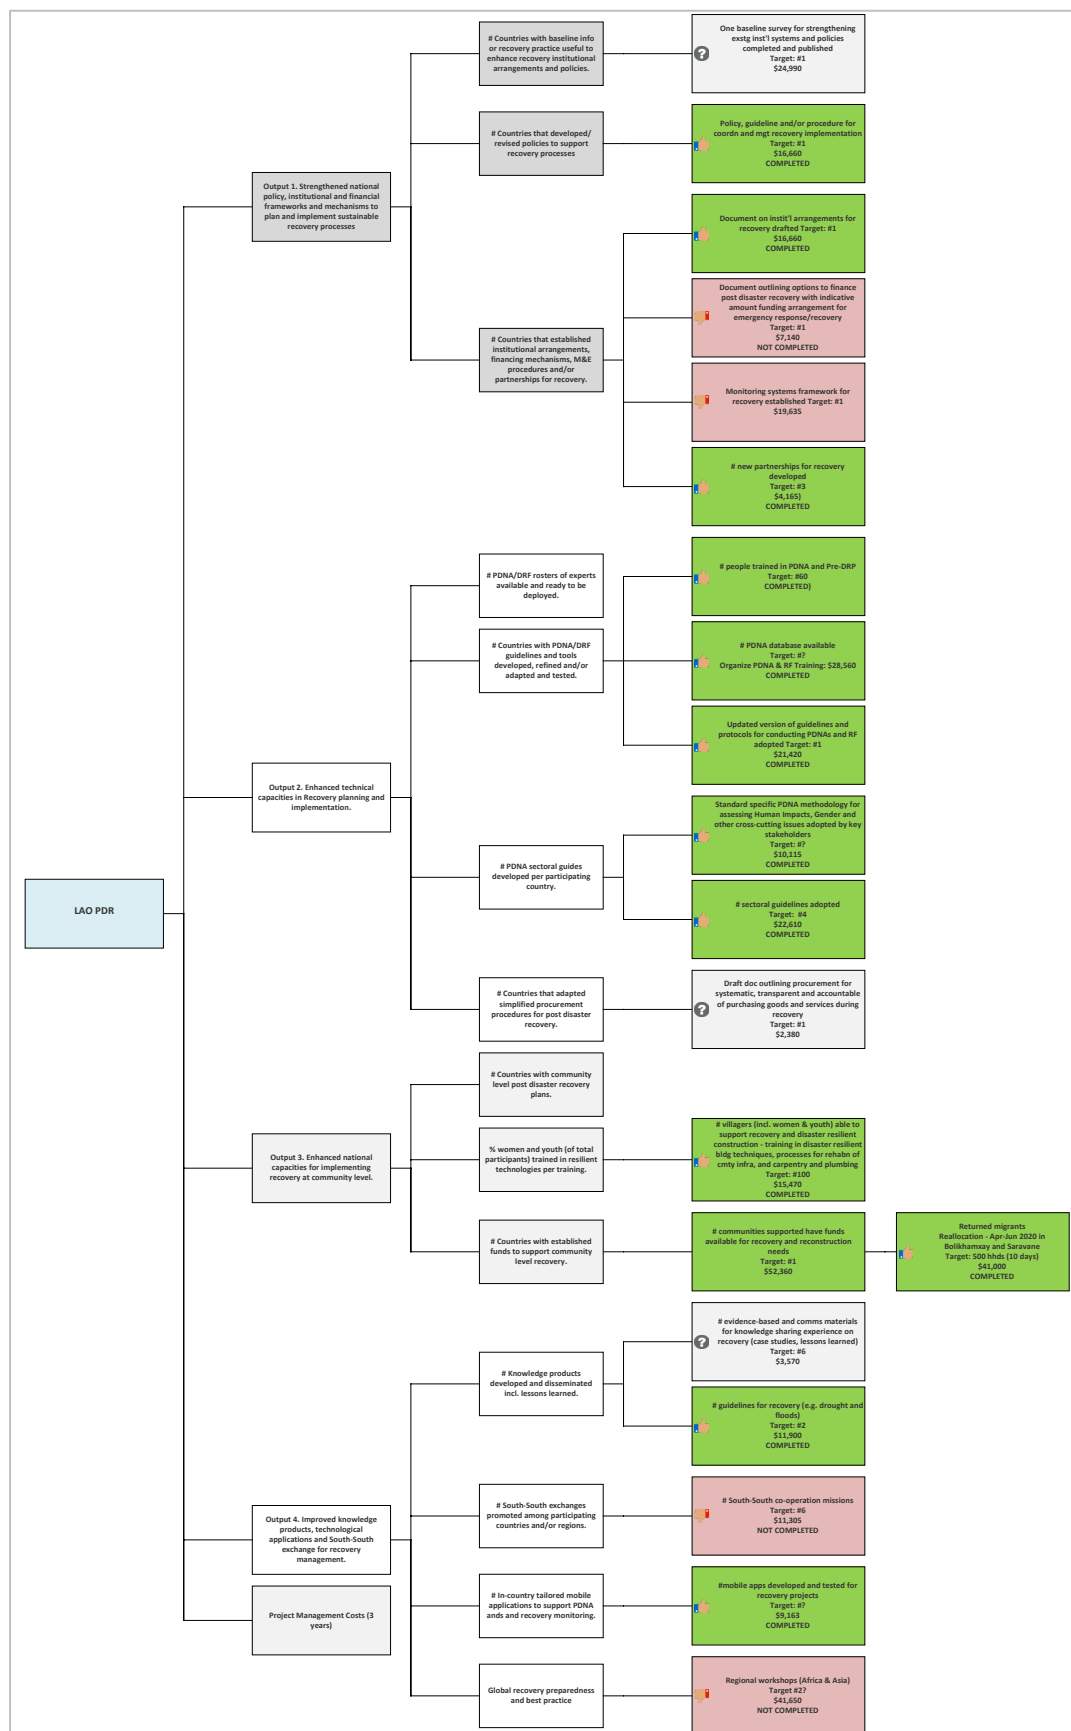 One baseline survey for strengthening
exstg inst'l systems and policies
completed and published
Target: #1
$24,990
# Countries with baseline info
or recovery practice useful to
enhance recovery institutional
arrangements and policies.
Policy, guideline and/or procedure for
coordn and mgt recovery implementation
Target: #1
$16,660
COMPLETED
# Countries that developed/
revised policies to support
recovery processes
Output 1. Strengthened national
policy, institutional and financial
frameworks and mechanisms to
plan and implement sustainable
recovery processes
Document on instit'l arrangements for
recovery drafted Target: #1
$16,660
COMPLETED
Document outlining options to finance
post disaster recovery with indicative
amount funding arrangement for
emergency response/recovery
Target: #1
$7,140
NOT COMPLETED
# Countries that established
institutional arrangements,
financing mechanisms, M&E
procedures and/or
partnerships for recovery.
Monitoring systems framework for
recovery established Target: #1
$19,635
# new partnerships for recovery
developed
Target: #3
$4,165)
COMPLETED
# PDNA/DRF rosters of experts
available and ready to be
deployed.
# people trained in PDNA and Pre-DRP
Target: #60
COMPLETED)
# Countries with PDNA/DRF
guidelines and tools
developed, refined and/or
adapted and tested.
# PDNA database available
Target: #?
Organize PDNA & RF Training: $28,560
COMPLETED
Updated version of guidelines and
protocols for conducting PDNAs and RF
adopted Target: #1
$21,420
COMPLETED
Output 2. Enhanced technical
capacities in Recovery planning and
implementation.
Standard specific PDNA methodology for
assessing Human Impacts, Gender and
other cross-cutting issues adopted by key
stakeholders
Target: #?
$10,115
COMPLETED
# PDNA sectoral guides
developed per participating
country.
# sectoral guidelines adopted
Target: #4
$22,610
COMPLETED
LAO PDR
# Countries that adapted
simplified procurement
procedures for post disaster
recovery.
Draft doc outlining procurement for
systematic, transparent and accountable
of purchasing goods and services during
recovery
Target: #1
$2,380
# Countries with community
level post disaster recovery
plans.
Output 3. Enhanced national
capacities for implementing
recovery at community level.
% women and youth (of total
participants) trained in resilient
technologies per training.
# villagers (incl. women & youth) able to
support recovery and disaster resilient
construction - training in disaster resilient
bldg techniques, processes for rehabn of
cmty infra, and carpentry and plumbing
Target: #100
$15,470
COMPLETED
# Countries with established
funds to support community
level recovery.
# communities supported have funds
available for recovery and reconstruction
needs
Target: #1
$52,360
Returned migrants
Reallocation - Apr-Jun 2020 in
Bolikhamxay and Saravane
Target: 500 hhds (10 days)
$41,000
COMPLETED
# evidence-based and comms materials
for knowledge sharing experience on
recovery (case studies, lessons learned)
Target: #6
$3,570
# Knowledge products
developed and disseminated
incl. lessons learned.
# guidelines for recovery (e.g. drought and
floods)
Target: #2
$11,900
COMPLETED
Output 4. Improved knowledge
products, technological
applications and South-South
exchange for recovery
management.
# South-South exchanges
promoted among participating
countries and/or regions.
# South-South co-operation missions
Target: #6
$11,305
NOT COMPLETED
Project Management Costs (3
years)
# In-country tailored mobile
applications to support PDNA
ands and recovery monitoring.
#mobile apps developed and tested for
recovery projects
Target: #?
$9,163
COMPLETED
Global recovery preparedness
and best practice
Regional workshops (Africa & Asia)
Target #2?
$41,650
NOT COMPLETED